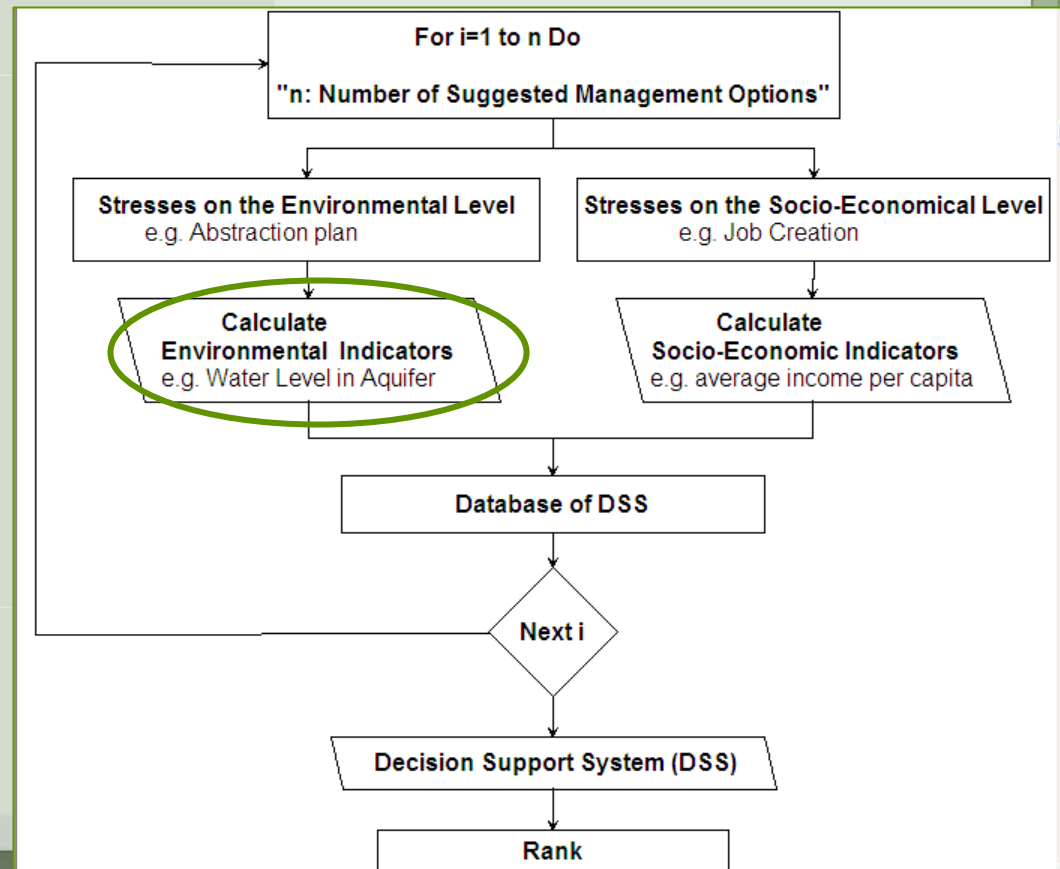 For i=1 to n Do
"n: Number of Suggested Management Options"
Stresses on the Environmental Level
e.g. Abstraction plan
Stresses on the Socio-Economical Level
e.g. Job Creation
Calculate
Environmental Indicators
e.g. Water Level in Aquifer
Calculate
Socio-Economic Indicators
e.g. average income per capita
Database of DSS
Next i
Decision Support System (DSS)
Rank